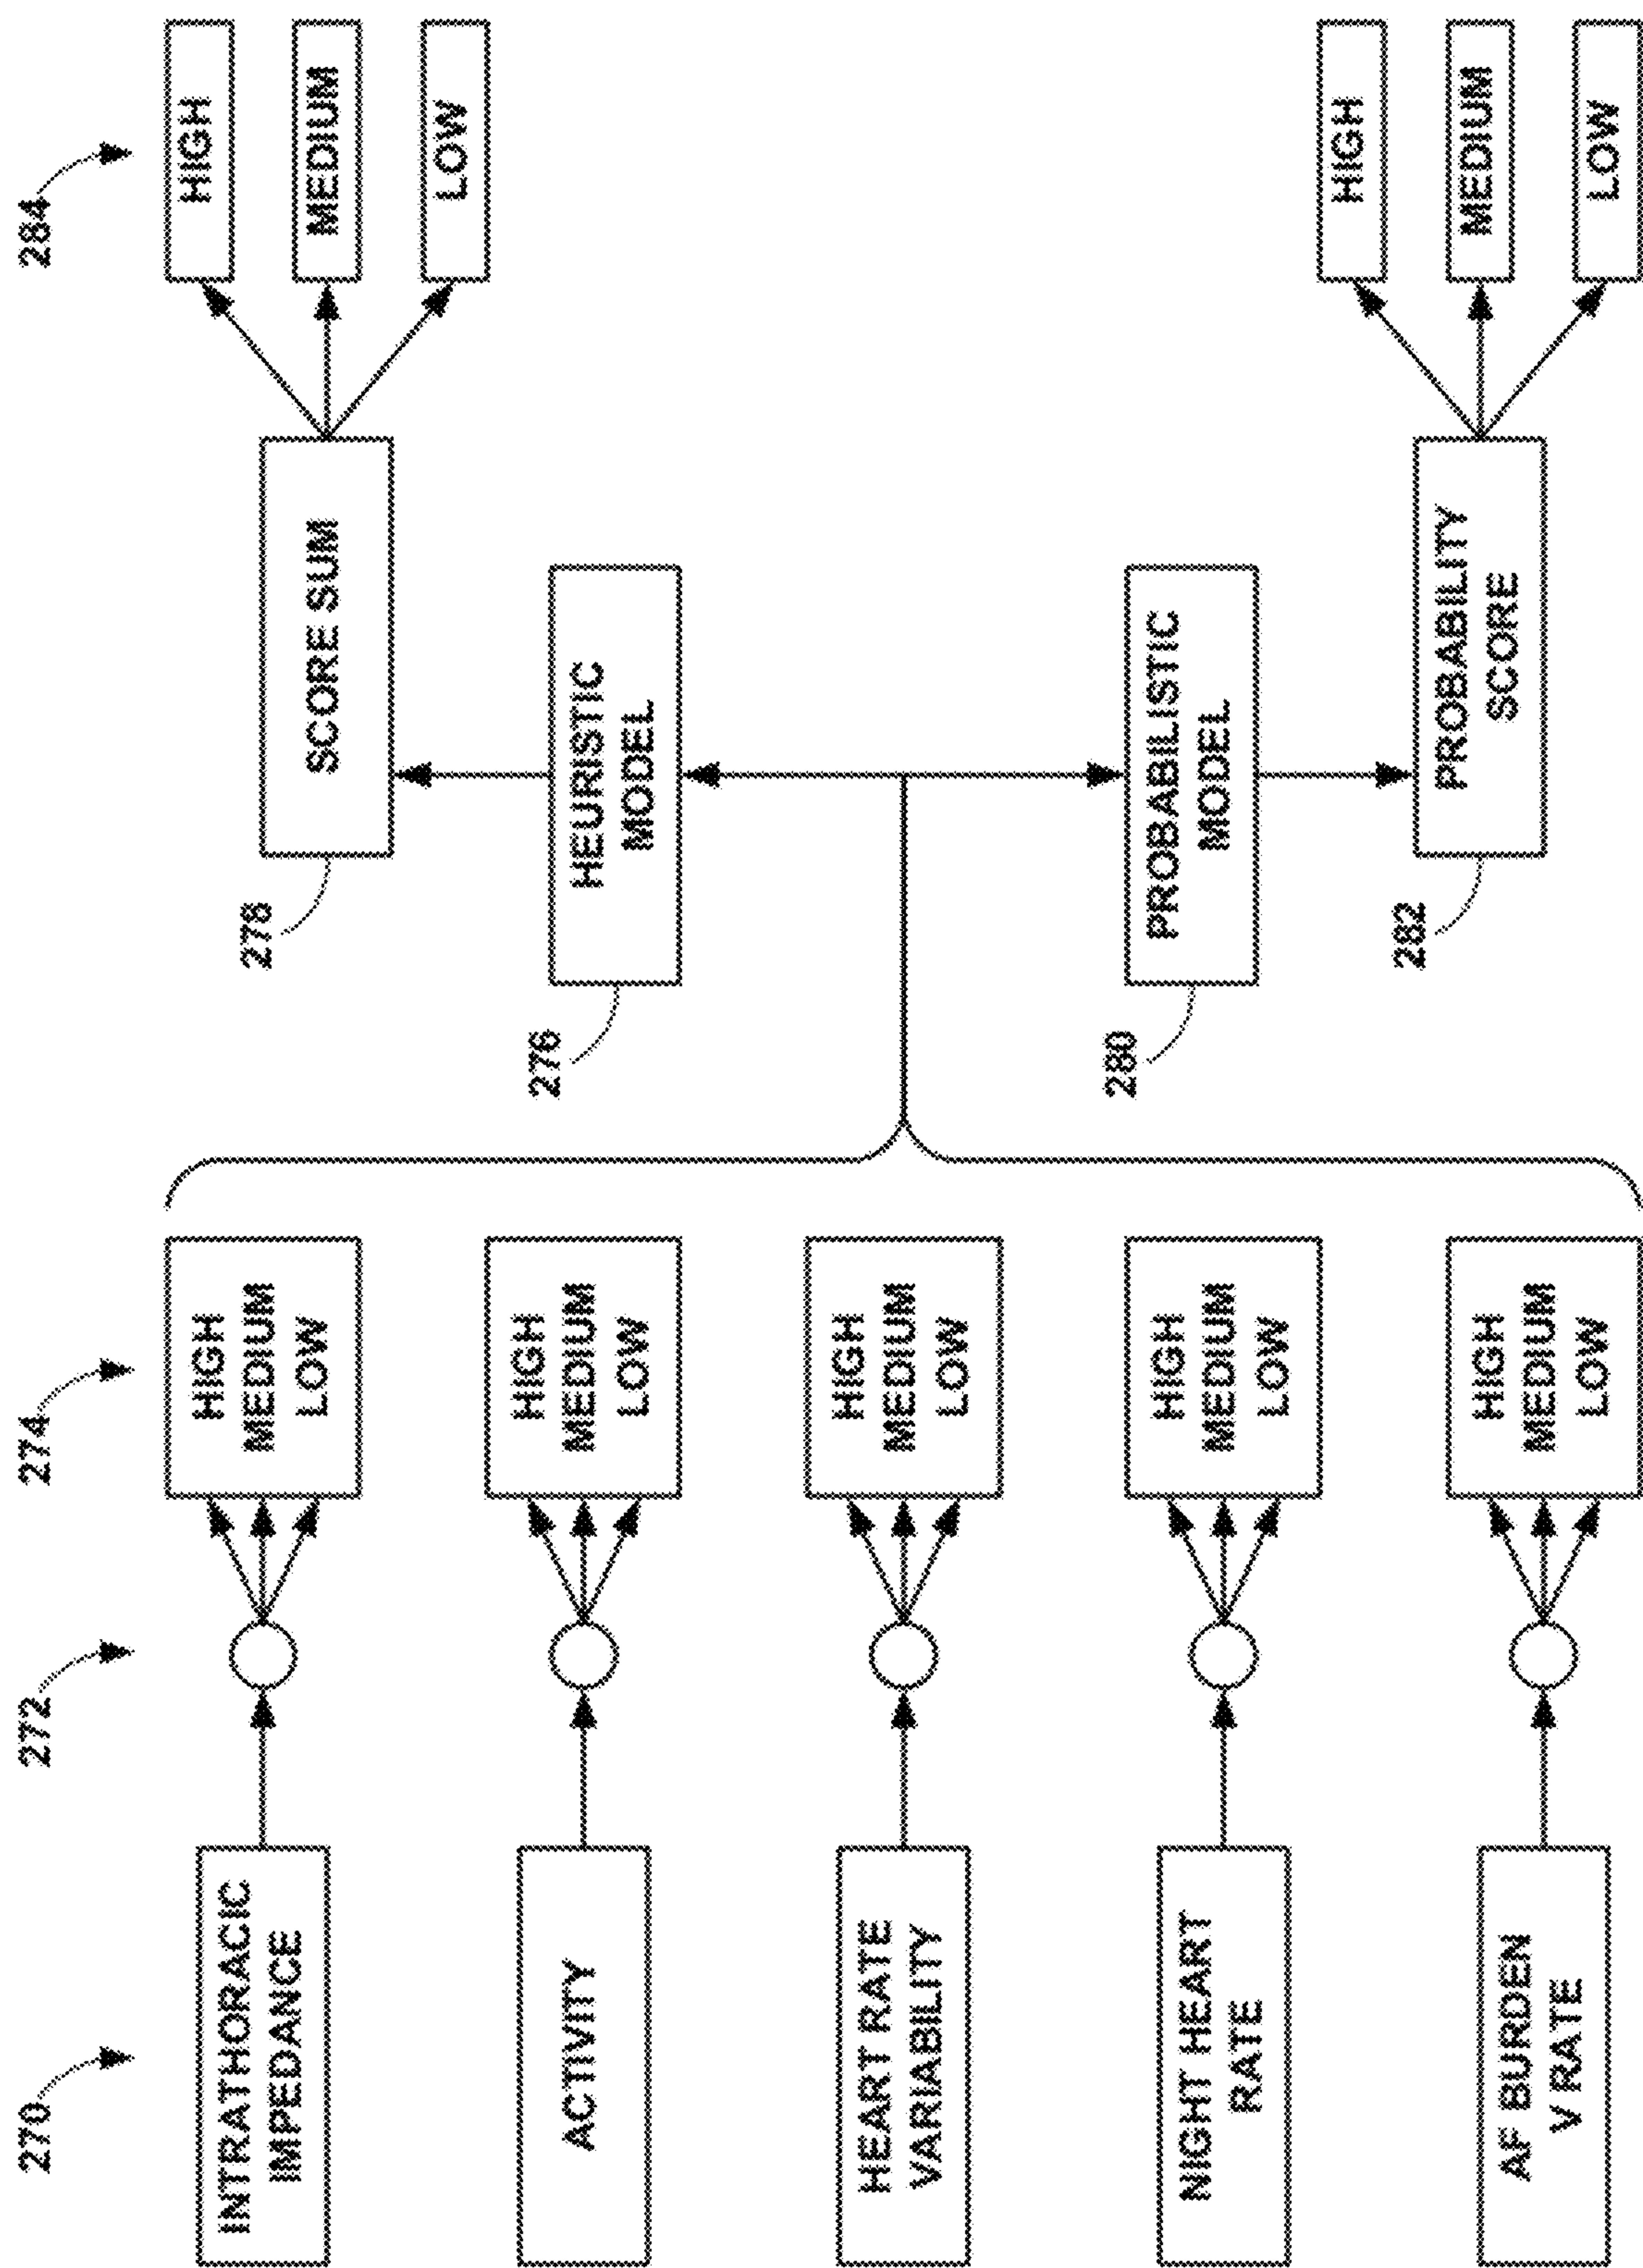 270
272
274
284
INTRATHORACIC
IMPEDANCE
HIGH
MEDIUM
LOW
ACTIVITY
HIGH
MEDIUM
LOW
HEART RATE
VARIABILITY
HIGH
MEDIUM
LOW
NIGHT HEART
RATE
HIGH
MEDIUM
LOW
AF BURDEN
V RATE
HIGH
MEDIUM
LOW
278
SCORE SUM
HIGH
MEDIUM
LOW
276
HEURISTIC
MODEL
280
PROBABILISTIC
MODEL
282
PROBABILITY
SCORE
HIGH
MEDIUM
LOW